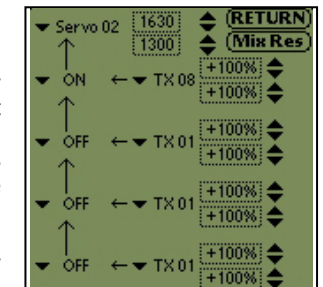 Servo 02 1630 (RETURN)
1300 (Mix Res)
ON TX 08 +100%
+100%
OFF TX 01 +100%
+100%
OFF TX 01 +100%
+100%
OFF TX 01 +100%
+100%